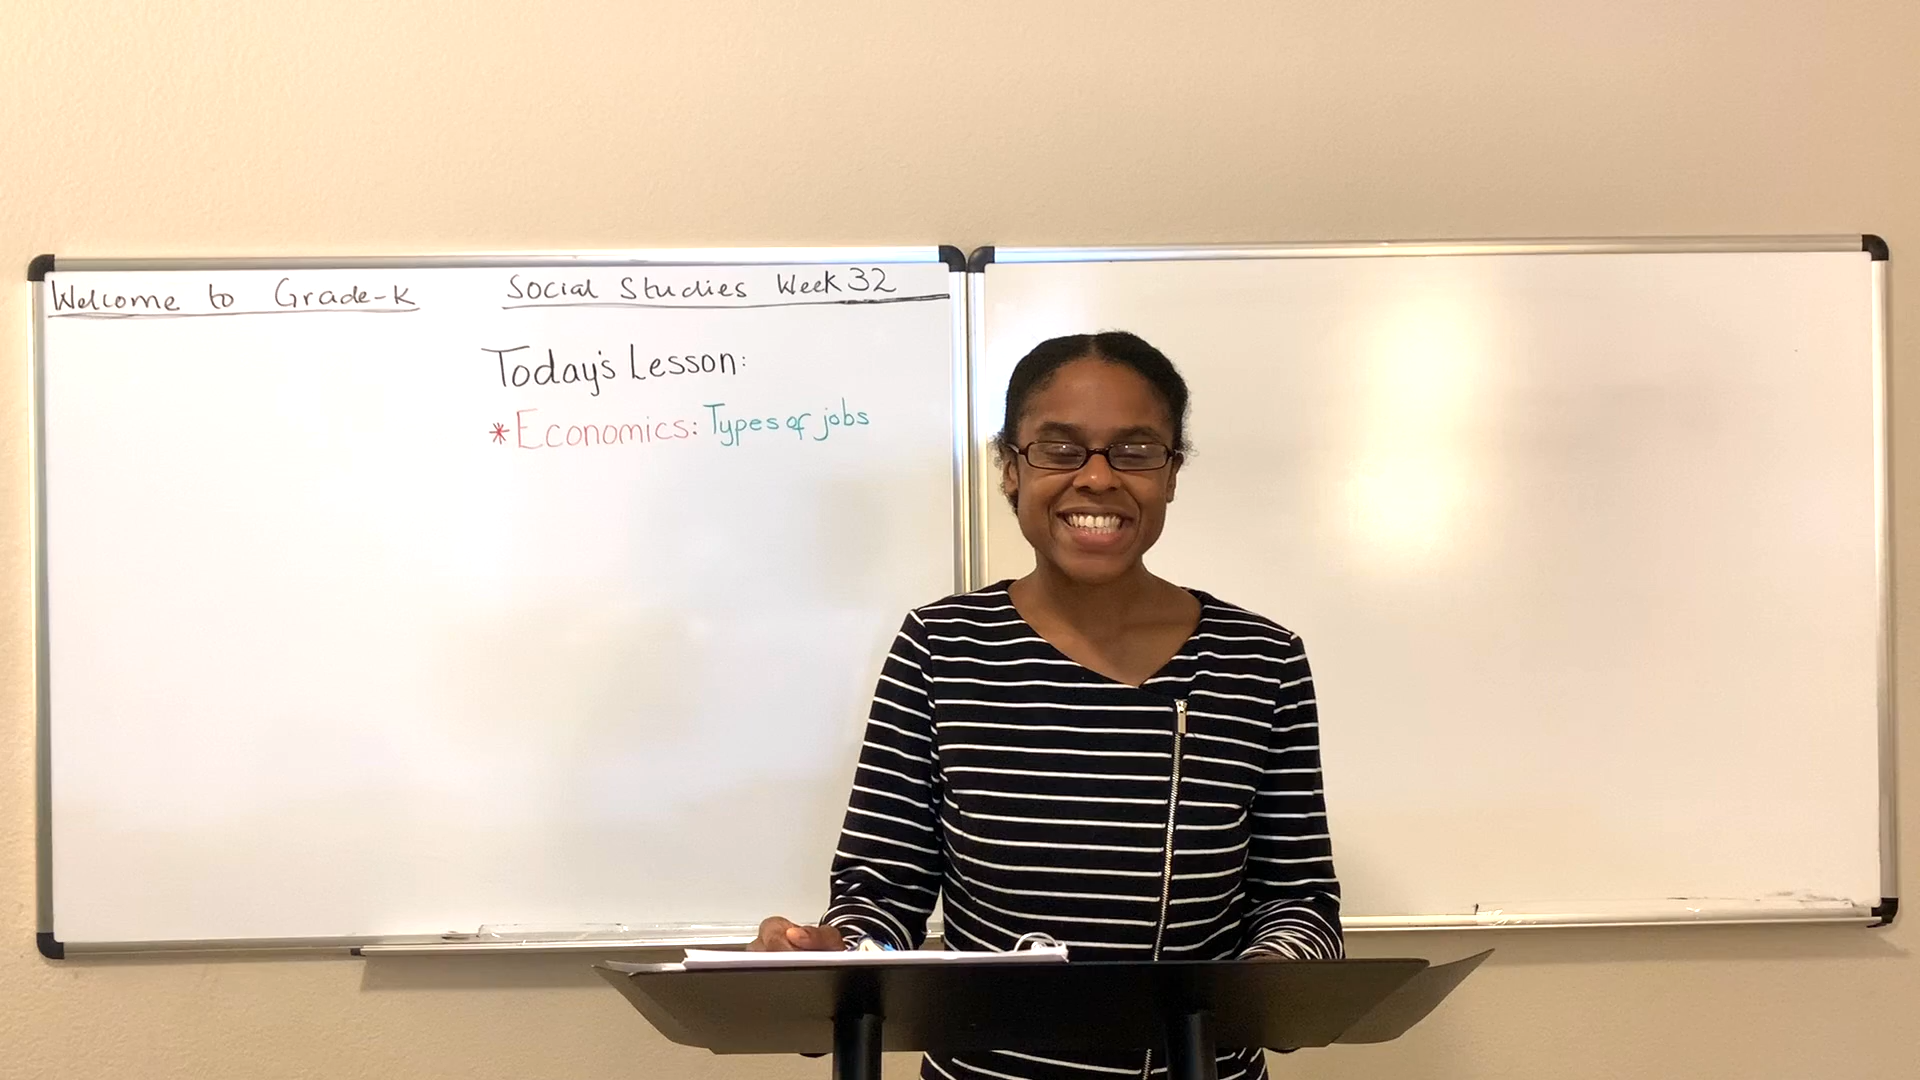 Welcome to Grade-K
Social Studies Week 32
Today's Lesson:
*Economics: Types of jobs